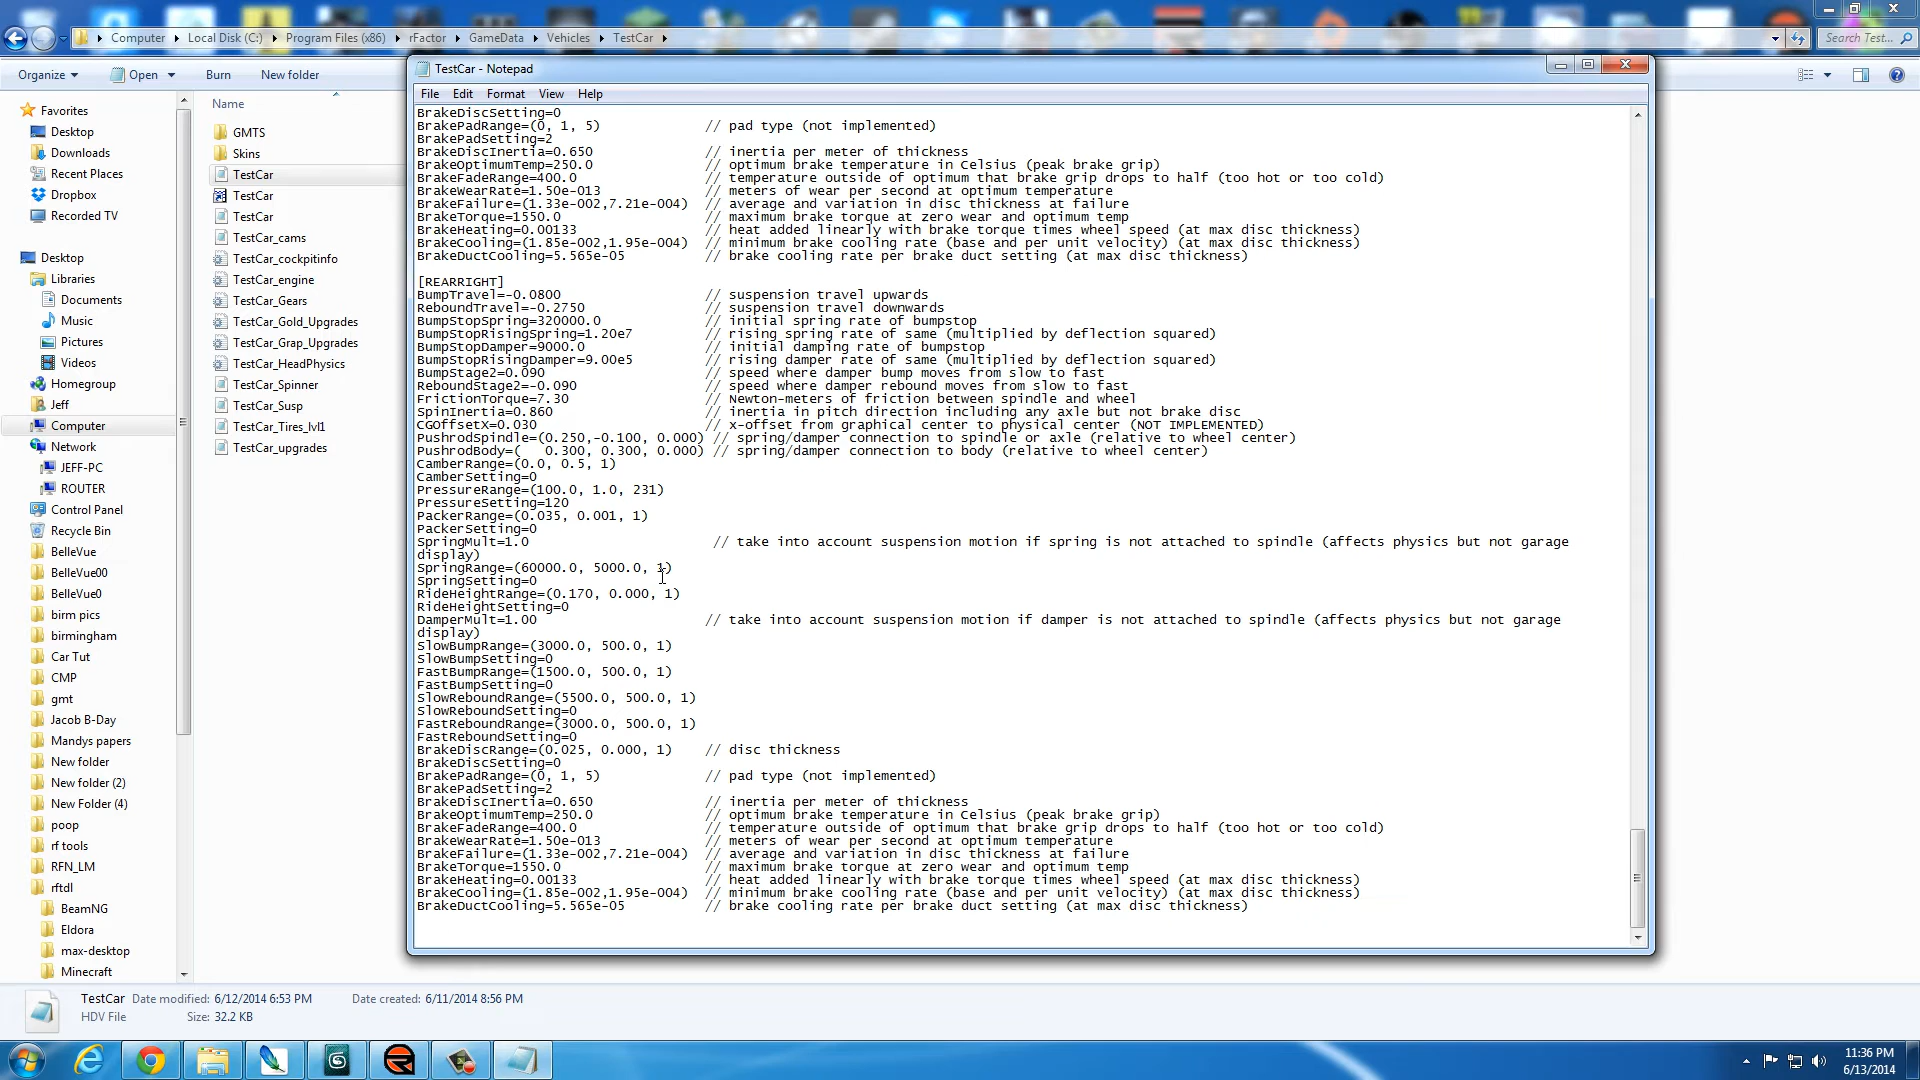 Computer ▸ Local Disk (C:) ▸ Program Files (x86) ▸ rFactor ▸ GameData ▸ Vehicles ▸ TestCar ▸
Search Test...
Organize
Open
Burn
New folder
Favorites
Desktop
Downloads
Recent Places
Dropbox
Recorded TV
Desktop
Libraries
Documents
Music
Pictures
Videos
Homegroup
Jeff
Computer
Network
JEFF-PC
ROUTER
Control Panel
Recycle Bin
BelleVue
BelleVue00
BelleVue0
birm pics
birmingham
Car Tut
CMP
gmt
Jacob B-Day
Mandys papers
New folder
New folder (2)
New Folder (4)
poop
rf tools
RFN_LM
rftdl
BeamNG
Eldora
max-desktop
Minecraft
Name
GMTS
Skins
TestCar
TestCar
TestCar
TestCar_cams
TestCar_cockpitinfo
TestCar_engine
TestCar_Gears
TestCar_Gold_Upgrades
TestCar_Grap_Upgrades
TestCar_HeadPhysics
TestCar_Spinner
TestCar_Susp
TestCar_Tires_lvl1
TestCar_upgrades
TestCar - Notepad
File Edit Format View Help
BrakeDiscSetting=0
BrakePadRange=(0, 1, 5) // pad type (not implemented)
BrakePadSetting=2
BrakeDiscInertia=0.650 // inertia per meter of thickness
BrakeOptimumTemp=250.0 // optimum brake temperature in Celsius (peak brake grip)
BrakeFadeRange=400.0 // temperature outside of optimum that brake grip drops to half (too hot or too cold)
BrakeWearRate=1.50e-013 // meters of wear per second at optimum temperature
BrakeFailure=(1.33e-002,7.21e-004) // average and variation in disc thickness at failure
BrakeTorque=1550.0 // maximum brake torque at zero wear and optimum temp
BrakeHeating=0.00133 // heat added linearly with brake torque times wheel speed (at max disc thickness)
BrakeCooling=(1.85e-002,1.95e-004) // minimum brake cooling rate (base and per unit velocity) (at max disc thickness)
BrakeDuctCooling=5.565e-05 // brake cooling rate per brake duct setting (at max disc thickness)
[REARRIGHT]
BumpTravel=-0.0800 // suspension travel upwards
ReboundTravel=-0.2750 // suspension travel downwards
BumpStopSpring=320000.0 // initial spring rate of bumpstop
BumpStopRisingSpring=1.20e7 // rising spring rate of same (multiplied by deflection squared)
BumpStopDamper=9000.0 // initial damping rate of bumpstop
BumpStopRisingDamper=9.00e5 // rising damper rate of same (multiplied by deflection squared)
BumpStage2=0.090 // speed where damper bump moves from slow to fast
ReboundStage2=-0.090 // speed where damper rebound moves from slow to fast
FrictionTorque=7.30 // Newton-meters of friction between spindle and wheel
SpinInertia=0.860 // inertia in pitch direction including any axle but not brake disc
CGOffsetX=0.030 // x-offset from graphical center to physical center (NOT IMPLEMENTED)
PushrodSpindle=(0.250,-0.100, 0.000) // spring/damper connection to spindle or axle (relative to wheel center)
PushrodBody=( 0.300, 0.300, 0.000) // spring/damper connection to body (relative to wheel center)
CamberRange=(0.0, 0.5, 1)
CamberSetting=0
PressureRange=(100.0, 1.0, 231)
PressureSetting=120
PackerRange=(0.035, 0.001, 1)
PackerSetting=0
SpringMult=1.0 // take into account suspension motion if spring is not attached to spindle (affects physics but not garage
display)
SpringRange=(60000.0, 5000.0, 1)
SpringSetting=0
RideHeightRange=(0.170, 0.000, 1)
RideHeightSetting=0
DamperMult=1.00 // take into account suspension motion if damper is not attached to spindle (affects physics but not garage
display)
SlowBumpRange=(3000.0, 500.0, 1)
SlowBumpSetting=0
FastBumpRange=(1500.0, 500.0, 1)
FastBumpSetting=0
SlowReboundRange=(5500.0, 500.0, 1)
SlowReboundSetting=0
FastReboundRange=(3000.0, 500.0, 1)
FastReboundSetting=0
BrakeDiscRange=(0.025, 0.000, 1) // disc thickness
BrakeDiscSetting=0
BrakePadRange=(0, 1, 5) // pad type (not implemented)
BrakePadSetting=2
BrakeDiscInertia=0.650 // inertia per meter of thickness
BrakeOptimumTemp=250.0 // optimum brake temperature in Celsius (peak brake grip)
BrakeFadeRange=400.0 // temperature outside of optimum that brake grip drops to half (too hot or too cold)
BrakeWearRate=1.50e-013 // meters of wear per second at optimum temperature
BrakeFailure=(1.33e-002,7.21e-004) // average and variation in disc thickness at failure
BrakeTorque=1550.0 // maximum brake torque at zero wear and optimum temp
BrakeHeating=0.00133 // heat added linearly with brake torque times wheel speed (at max disc thickness)
BrakeCooling=(1.85e-002,1.95e-004) // minimum brake cooling rate (base and per unit velocity) (at max disc thickness)
BrakeDuctCooling=5.565e-05 // brake cooling rate per brake duct setting (at max disc thickness)
TestCar Date modified: 6/12/2014 6:53 PM Date created: 6/11/2014 8:56 PM
HDV File Size: 32.2 KB
11:36 PM
6/13/2014